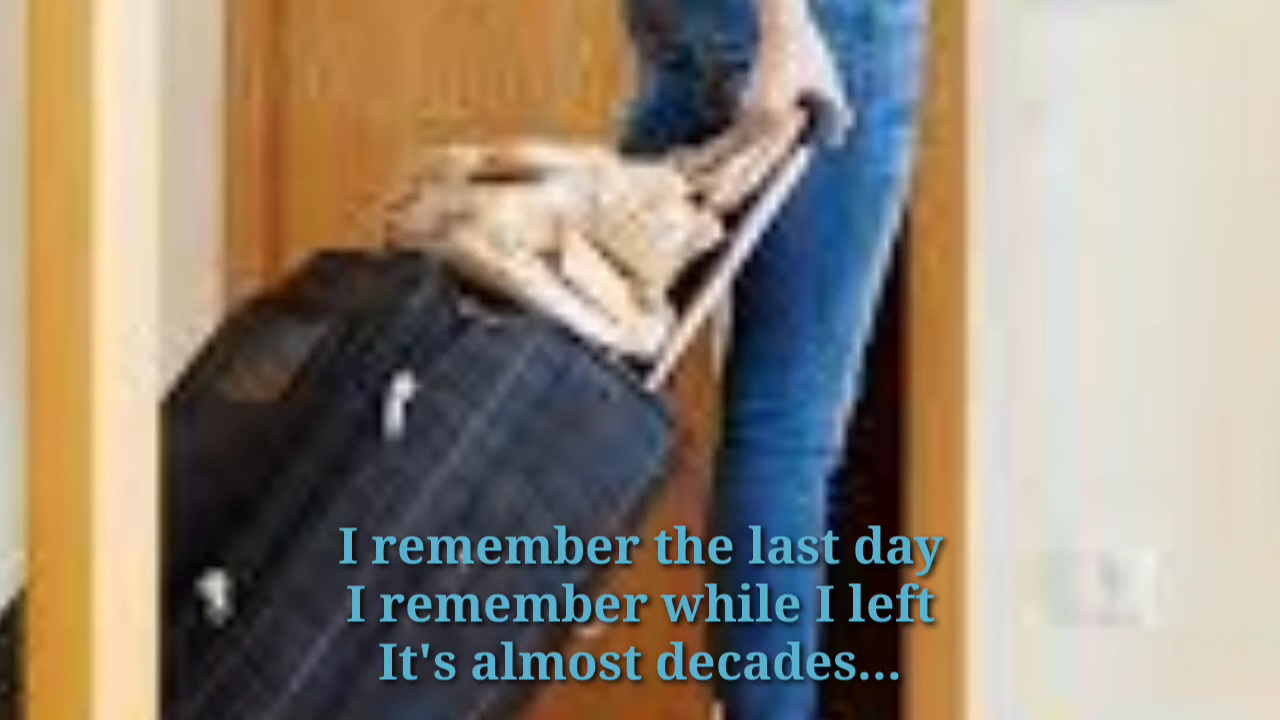 I remember the last day
I remember while I left
It's almost decades...